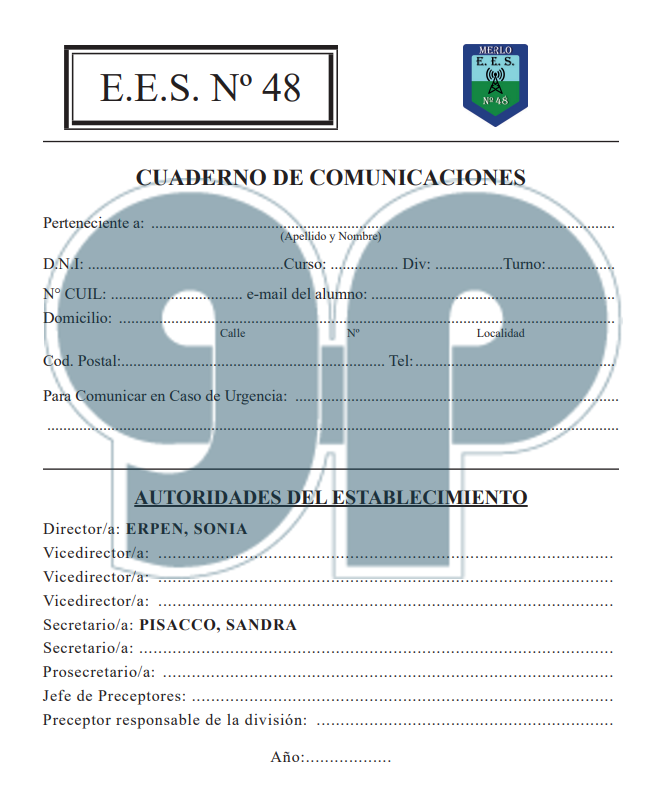 E.E.S. Nº 48
MERLO
E. E. S.
Nº 48
CUADERNO DE COMUNICACIONES
Perteneciente a: ........................................
(Apellido y Nombre)
D.N.I: ........................................Curso: ................. Div: ................. Turno:.................
N° CUIL: ................................. e-mail del alumno: ........................................
Domicilio: ........................................
Calle Nº Localidad
Cod. Postal:........................................ Tel:........................................
Para Comunicar en Caso de Urgencia: ........................................
........................................
AUTORIDADES DEL ESTABLECIMIENTO
Director/a: ERPEN, SONIA
Vicedirector/a: ........................................
Vicedirector/a: ........................................
Vicedirector/a: ........................................
Secretario/a: PISACCO, SANDRA
Secretario/a: ........................................
Prosecretario/a: ........................................
Jefe de Preceptores: ........................................
Preceptor responsable de la división: ........................................
Año:..................
gp